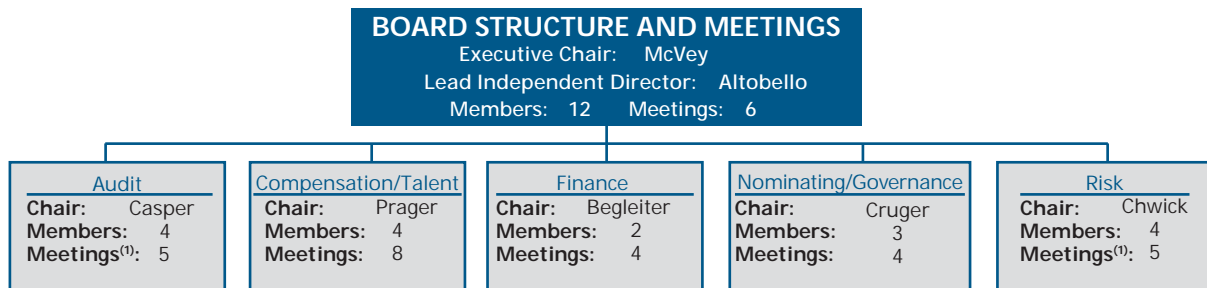 BOARD STRUCTURE AND MEETINGS
Executive Chair: McVey
Lead Independent Director: Altobello
Members: 12 Meetings: 6
Audit
Chair: Casper
Members: 4
Meetings(1): 5
Compensation/Talent
Chair: Prager
Members: 4
Meetings: 8
Finance
Chair: Begleiter
Members: 2
Meetings: 4
Nominating/Governance
Chair: Cruger
Members: 3
Meetings: 4
Risk
Chair: Chwick
Members: 4
Meetings(1): 5